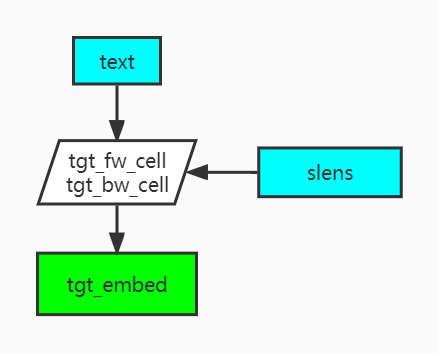 text
tgt_fw_cell
tgt_bw_cell
slens
tgt_embed